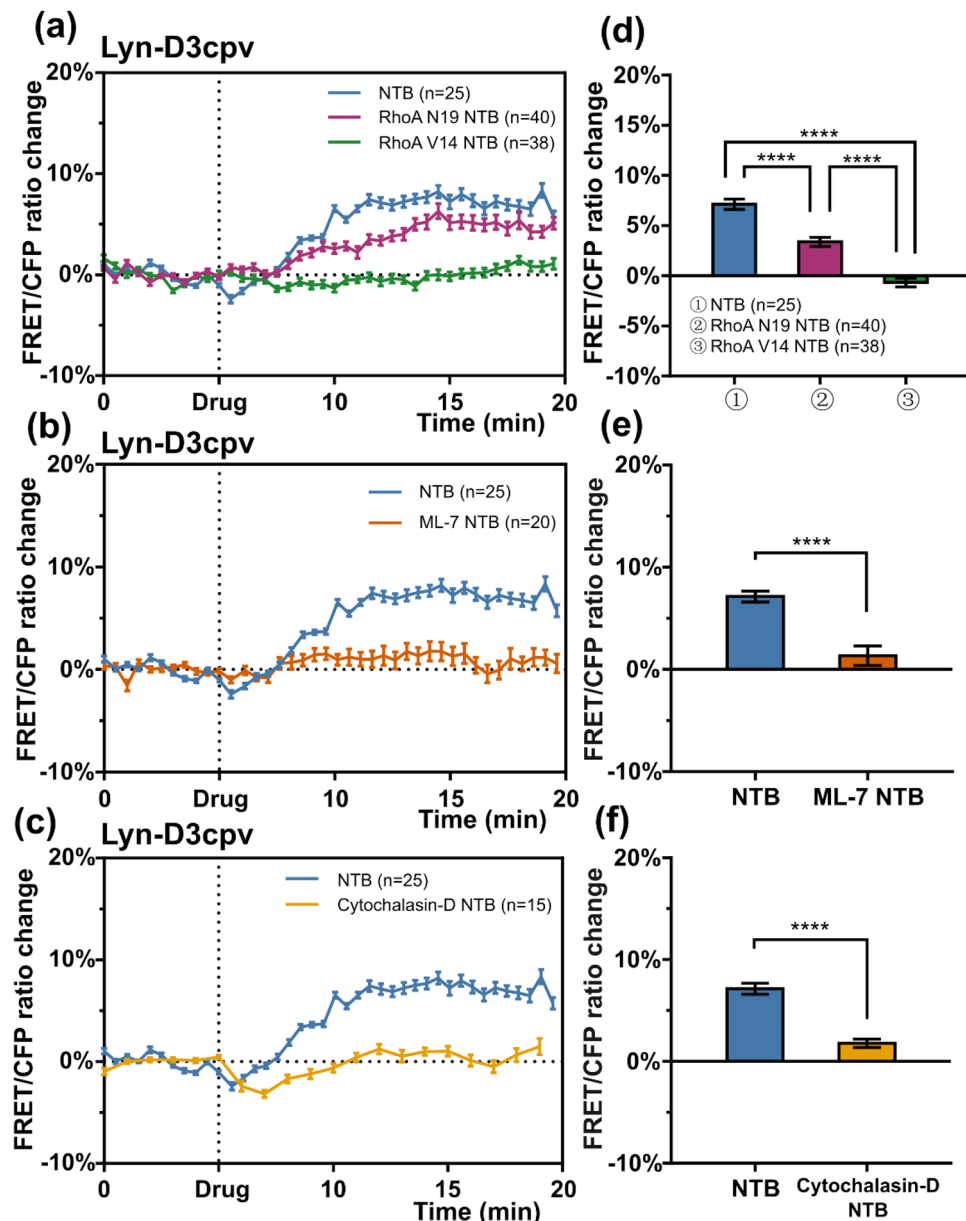 (a)
Lyn-D3cpv
20%
10%
0%
-10%
FRET/CFP ratio change
NTB (n=25)
RhoA N19 NTB (n=40)
RhoA V14 NTB (n=38)
0
Drug
10
15
20
Time (min)
(d)
20%
15%
10%
5%
0%
-5%
-10%
FRET/CFP ratio change
****
****
****
① NTB (n=25)
② RhoA N19 NTB (n=40)
③ RhoA V14 NTB (n=38)
①
②
③
(b)
Lyn-D3cpv
20%
10%
0%
-10%
FRET/CFP ratio change
NTB (n=25)
ML-7 NTB (n=20)
0
Drug
10
15
20
Time (min)
(e)
20%
10%
0%
-10%
FRET/CFP ratio change
****
NTB
ML-7 NTB
(c)
Lyn-D3cpv
20%
10%
0%
-10%
FRET/CFP ratio change
NTB (n=25)
Cytochalasin-D NTB (n=15)
0
Drug
10
15
20
Time (min)
(f)
20%
10%
0%
-10%
FRET/CFP ratio change
****
NTB
Cytochalasin-D
NTB